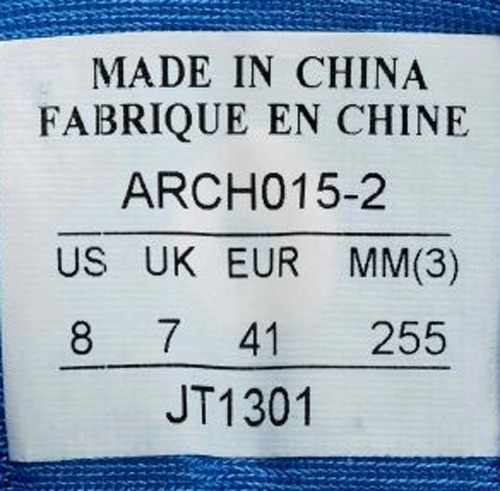 MADE IN CHINA
FABRIQUE EN CHINE
ARCH015-2
US UK EUR MM(3)
8 7 41 255
JT1301